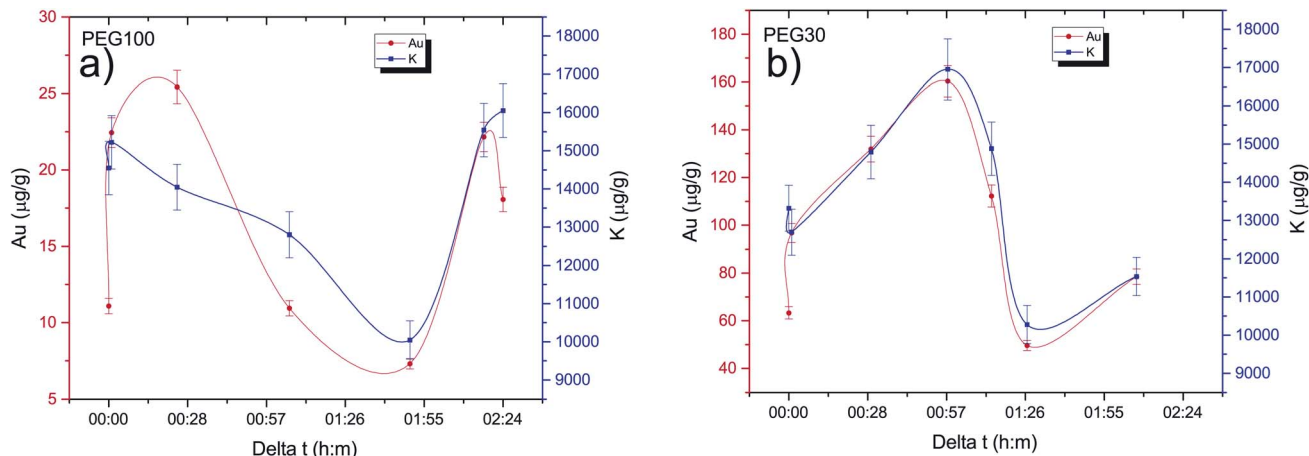 PEG100
a)
Au
K
Au (µg/g)
30
25
20
15
10
5
K (µg/g)
18000
17000
16000
15000
14000
13000
12000
11000
10000
9000
00:00 00:28 00:57 01:26 01:55 02:24
Delta t (h:m)
PEG30
b)
Au
K
Au (µg/g)
180
160
140
120
100
80
60
40
K (µg/g)
18000
17000
16000
15000
14000
13000
12000
11000
10000
9000
00:00 00:28 00:57 01:26 01:55 02:24
Delta t (h:m)